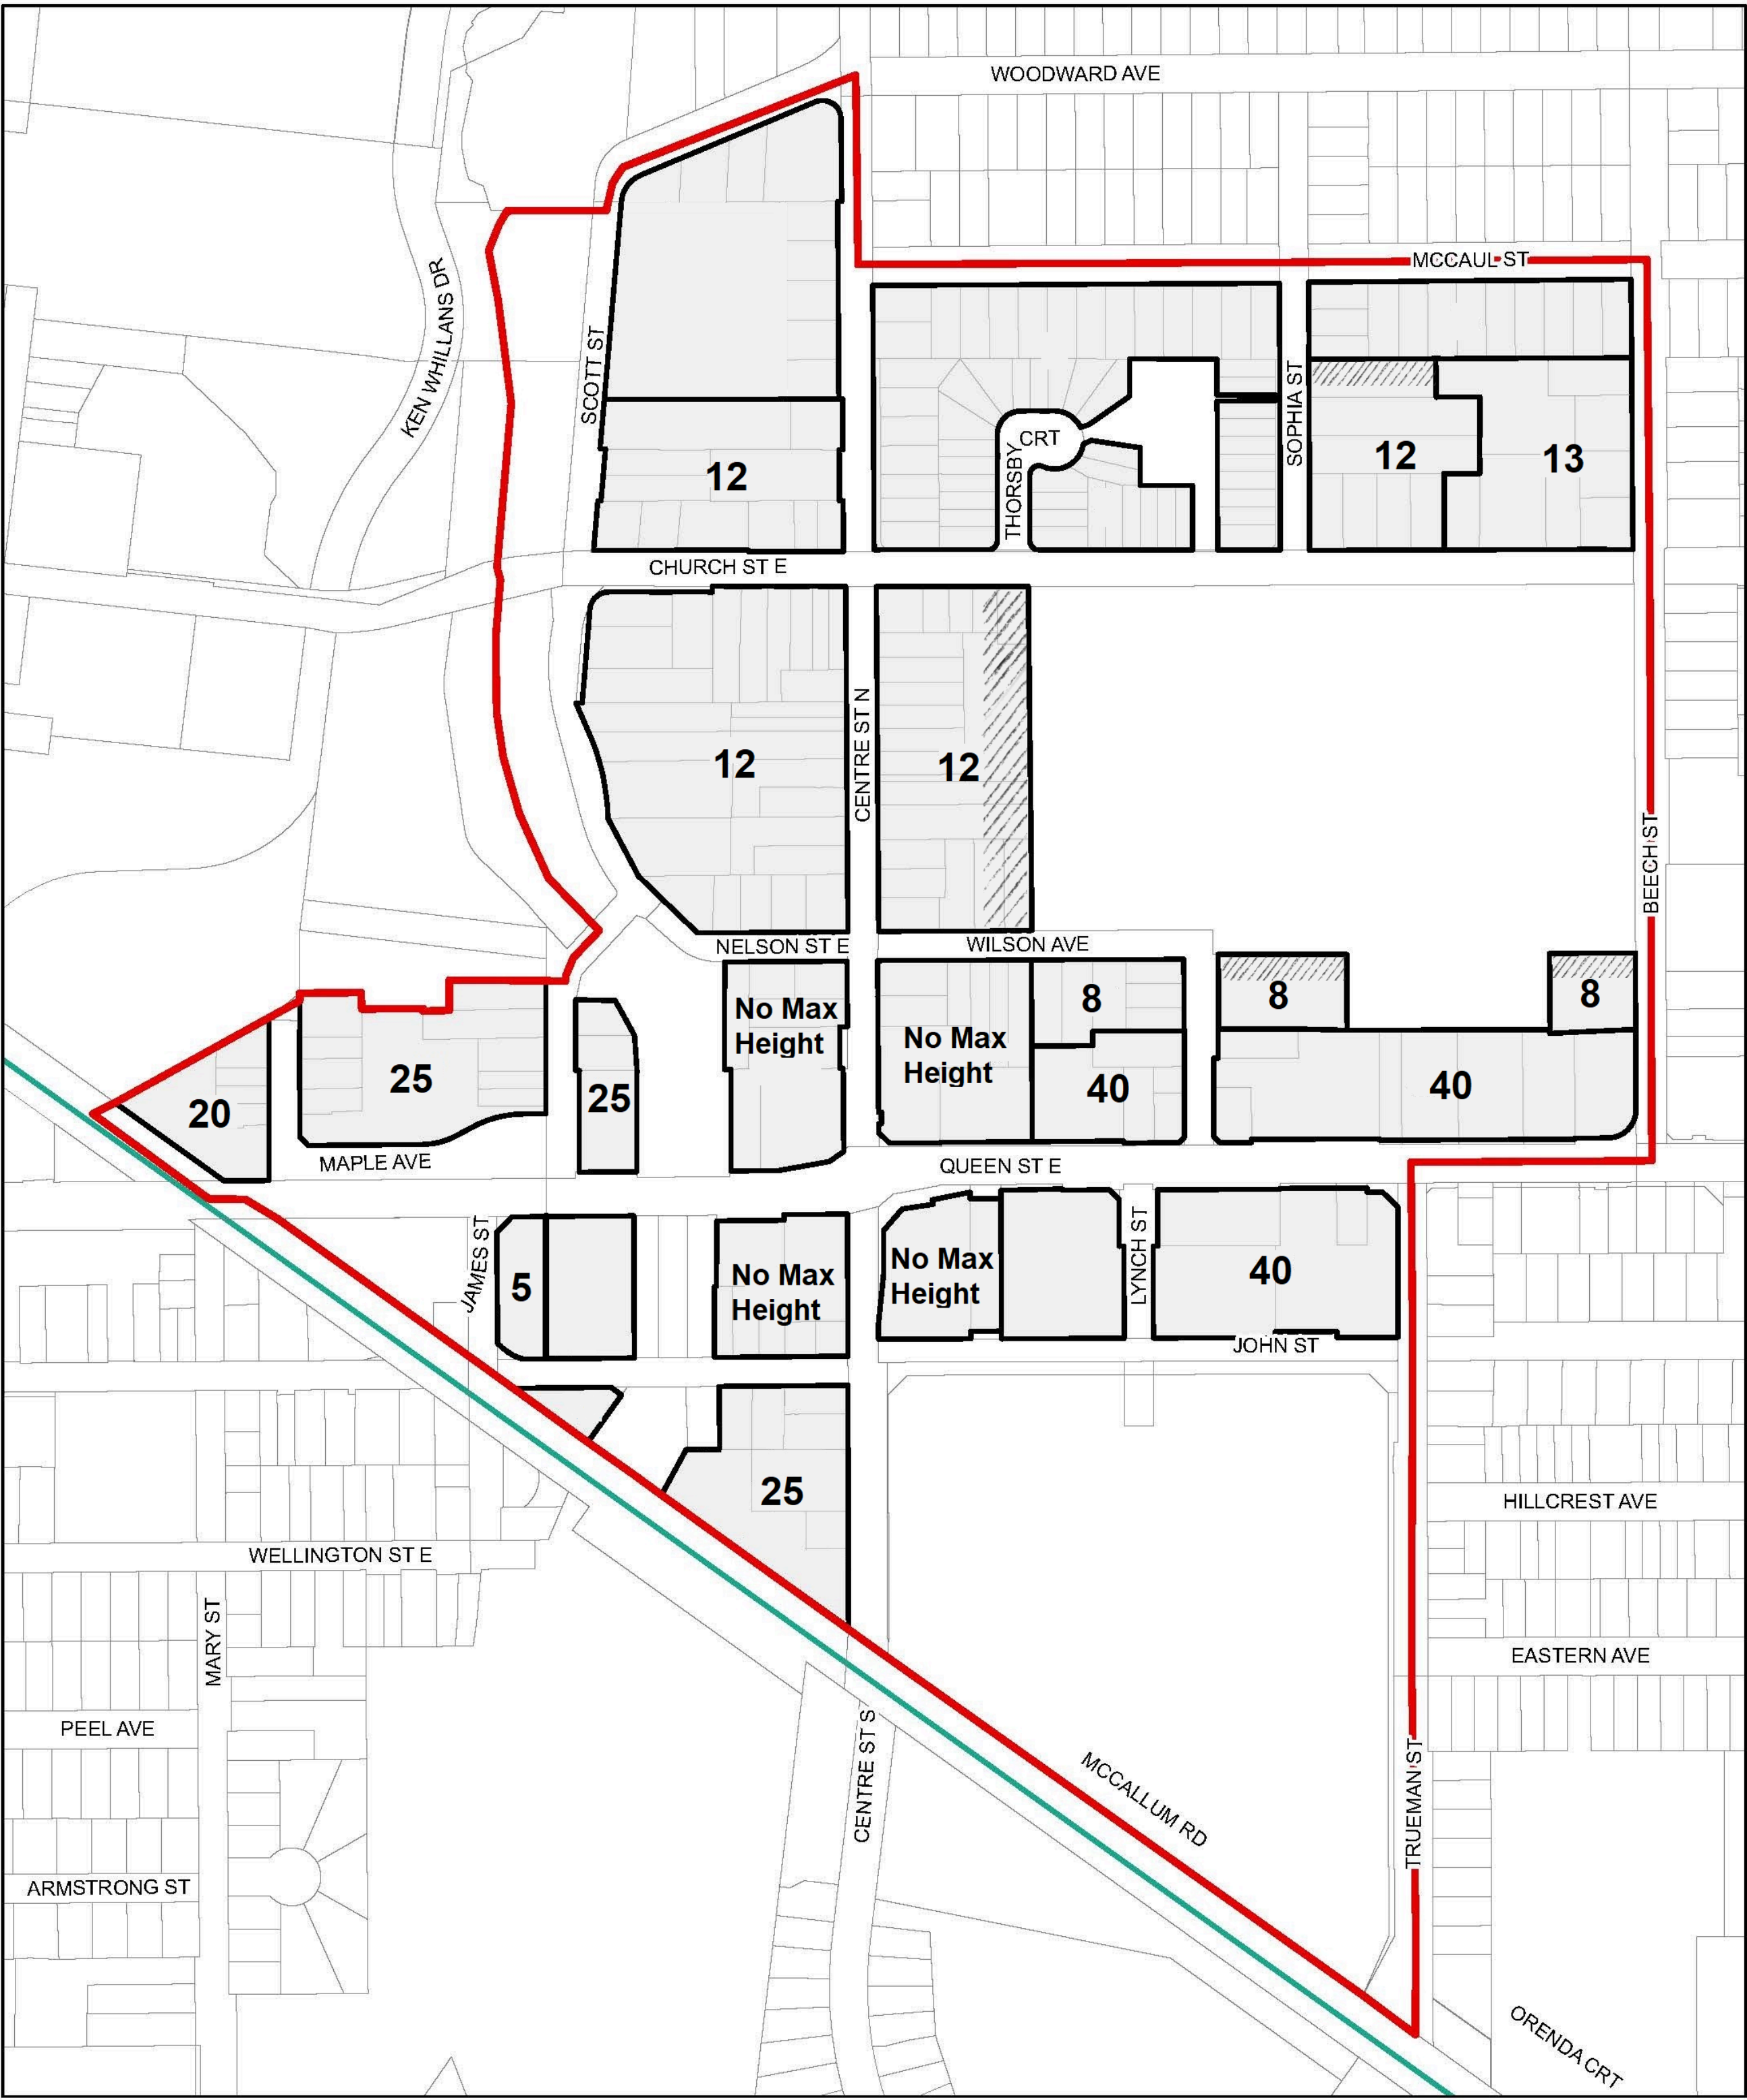 WOODWARD AVE
MCCAUL ST
KEN WHILLANS DR
SCOTT ST
SOPHIA ST
THORSBY
CRT
12
12
13
CHURCH ST E
CENTRE ST N
12
12
BEECH ST
NELSON ST E
WILSON AVE
No Max
Height
No Max
Height
8
8
8
20
25
25
40
40
MAPLE AVE
QUEEN ST E
JAMES ST
5
No Max
Height
No Max
Height
LYNCH ST
40
JOHN ST
25
HILLCREST AVE
WELLINGTON ST E
MARY ST
EASTERN AVE
PEEL AVE
CENTRE ST S
MCCALLUM RD
TRUEMAN ST
ARMSTRONG ST
ORENDA CRT